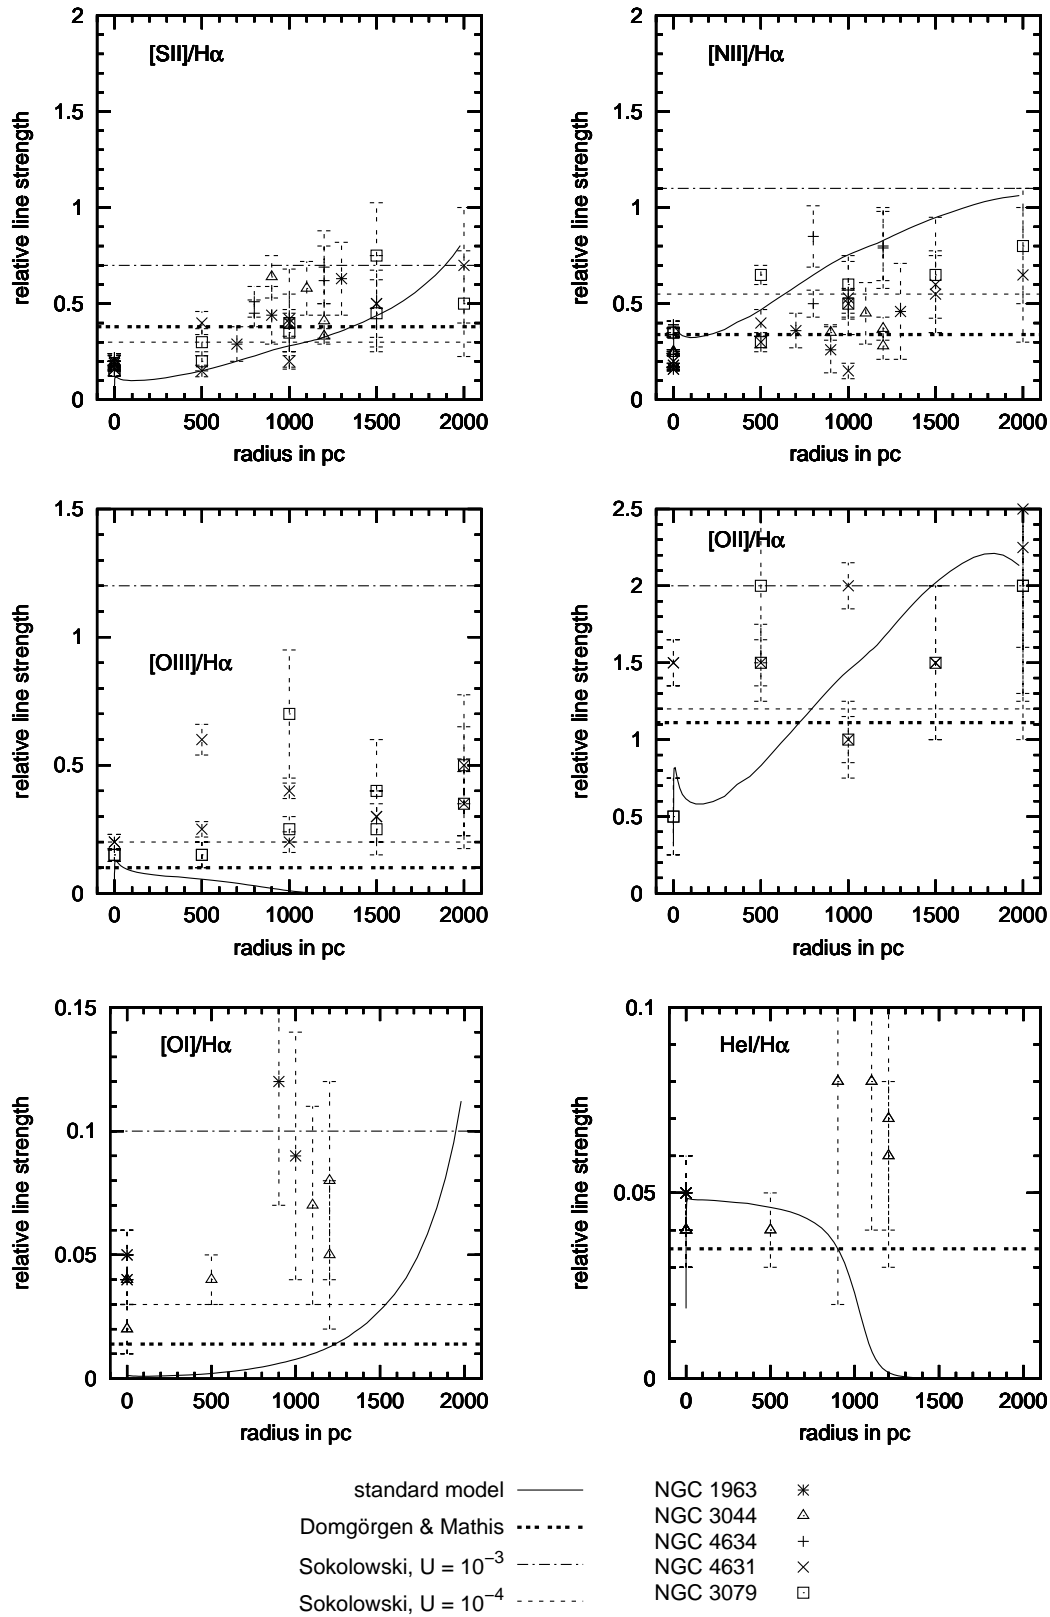 [SII]/Hα
relative line strength
2
1.5
1
0.5
0
0 500 1000 1500 2000
radius in pc
[NII]/Hα
relative line strength
2
1.5
1
0.5
0
0 500 1000 1500 2000
radius in pc
[OIII]/Hα
relative line strength
1.5
1
0.5
0
0 500 1000 1500 2000
radius in pc
[OII]/Hα
relative line strength
2.5
2
1.5
1
0.5
0
0 500 1000 1500 2000
radius in pc
[OI]/Hα
relative line strength
0.15
0.1
0.05
0
0 500 1000 1500 2000
radius in pc
HeI/Hα
relative line strength
0.1
0.05
0
0 500 1000 1500 2000
radius in pc
standard model
Domgörgen & Mathis
Sokolowski, U = 10⁻³
Sokolowski, U = 10⁻⁴
NGC 1963
NGC 3044
NGC 4634
NGC 4631
NGC 3079